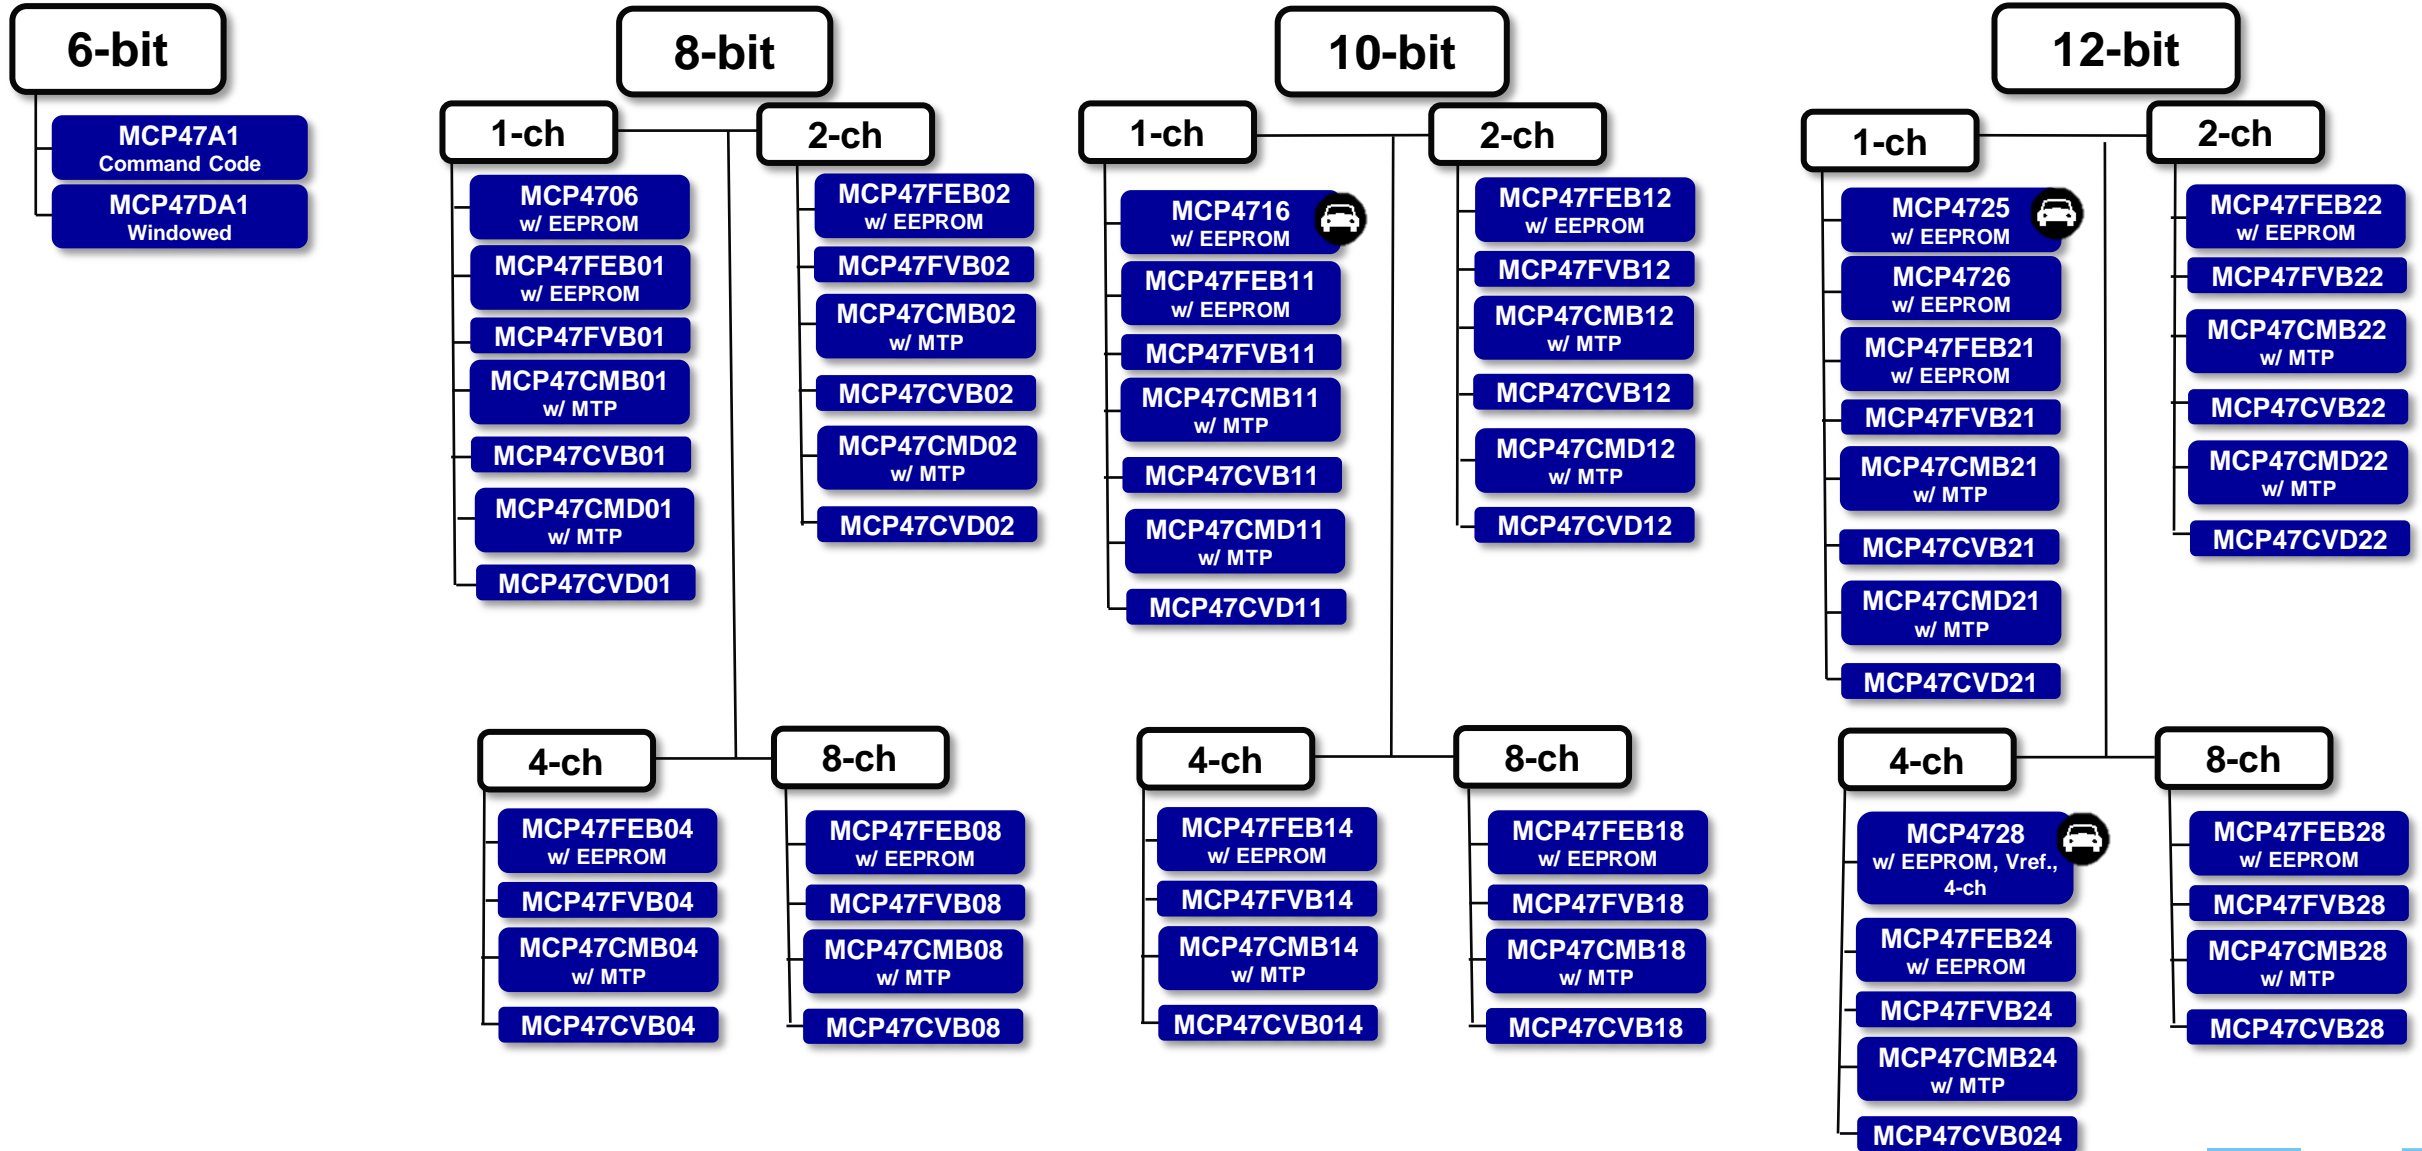 6-bit
MCP47A1
Command Code
MCP47DA1
Windowed
8-bit
1-ch
MCP4706
w/ EEPROM
MCP47FEB01
w/ EEPROM
MCP47FVB01
MCP47CMB01
w/ MTP
MCP47CVB01
MCP47CMD01
w/ MTP
MCP47CVD01
2-ch
MCP47FEB02
w/ EEPROM
MCP47FVB02
MCP47CMB02
w/ MTP
MCP47CVB02
MCP47CMD02
w/ MTP
MCP47CVD02
4-ch
MCP47FEB04
w/ EEPROM
MCP47FVB04
MCP47CMB04
w/ MTP
MCP47CVB04
8-ch
MCP47FEB08
w/ EEPROM
MCP47FVB08
MCP47CMB08
w/ MTP
MCP47CVB08
10-bit
1-ch
MCP4716
w/ EEPROM
MCP47FEB11
w/ EEPROM
MCP47FVB11
MCP47CMB11
w/ MTP
MCP47CVB11
MCP47CMD11
w/ MTP
MCP47CVD11
2-ch
MCP47FEB12
w/ EEPROM
MCP47FVB12
MCP47CMB12
w/ MTP
MCP47CVB12
MCP47CMD12
w/ MTP
MCP47CVD12
4-ch
MCP47FEB14
w/ EEPROM
MCP47FVB14
MCP47CMB14
w/ MTP
MCP47CVB014
8-ch
MCP47FEB18
w/ EEPROM
MCP47FVB18
MCP47CMB18
w/ MTP
MCP47CVB18
12-bit
1-ch
MCP4725
w/ EEPROM
MCP4726
w/ EEPROM
MCP47FEB21
w/ EEPROM
MCP47FVB21
MCP47CMB21
w/ MTP
MCP47CVB21
MCP47CMD21
w/ MTP
MCP47CVD21
2-ch
MCP47FEB22
w/ EEPROM
MCP47FVB22
MCP47CMB22
w/ MTP
MCP47CVB22
MCP47CMD22
w/ MTP
MCP47CVD22
4-ch
MCP4728
w/ EEPROM, Vref.,
4-ch
MCP47FEB24
w/ EEPROM
MCP47FVB24
MCP47CMB24
w/ MTP
MCP47CVB024
8-ch
MCP47FEB28
w/ EEPROM
MCP47FVB28
MCP47CMB28
w/ MTP
MCP47CVB28